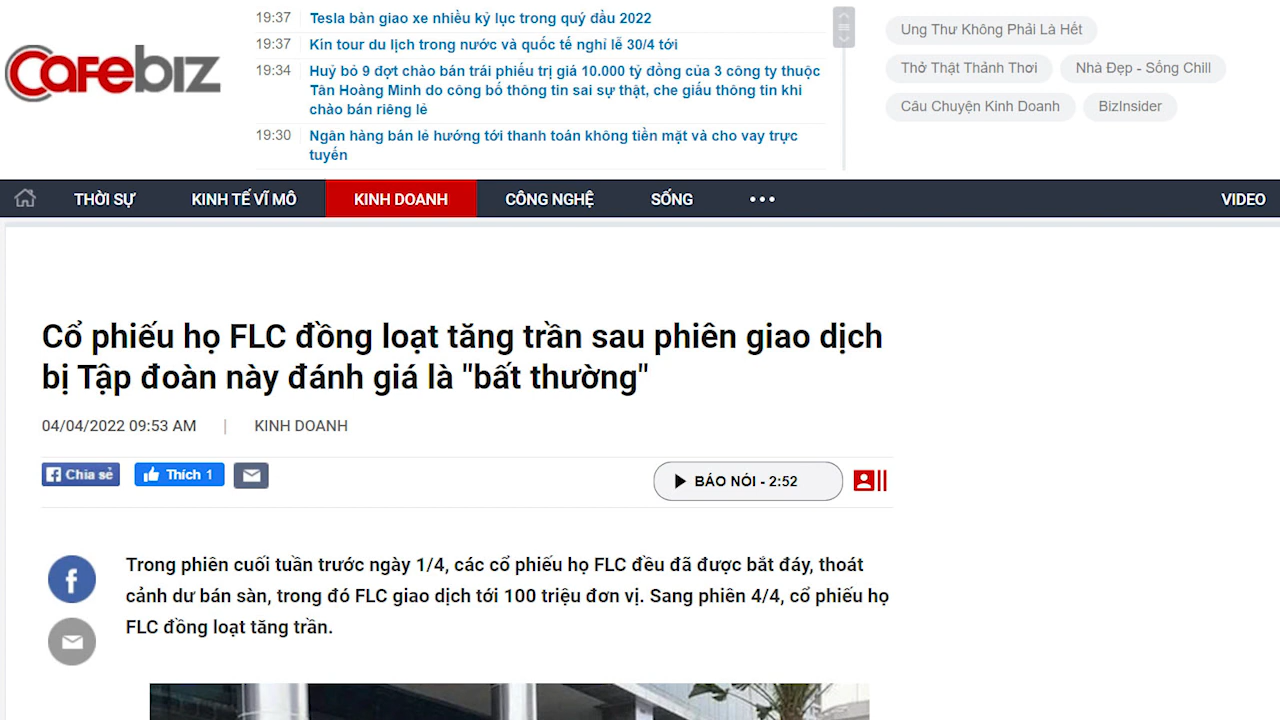 CAFEBIZ
19:37 Tesla bàn giao xe nhiều kỷ lục trong quý đầu 2022
19:37 Kín tour du lịch trong nước và quốc tế nghỉ lễ 30/4 tới
19:34 Huỷ bỏ 9 đợt chào bán trái phiếu trị giá 10.000 tỷ đồng của 3 công ty thuộc
Tân Hoàng Minh do công bố thông tin sai sự thật, che giấu thông tin khi
chào bán riêng lẻ
19:30 Ngân hàng bán lẻ hướng tới thanh toán không tiền mặt và cho vay trực
tuyến
Ung Thư Không Phải Là Hết
Thở Thật Thảnh Thơi Nhà Đẹp - Sống Chill
Câu Chuyện Kinh Doanh BizInsider
THỜI SỰ KINH TẾ VĨ MÔ KINH DOANH CÔNG NGHỆ SỐNG ••• VIDEO
Cổ phiếu họ FLC đồng loạt tăng trần sau phiên giao dịch
bị Tập đoàn này đánh giá là "bất thường"
04/04/2022 09:53 AM | KINH DOANH
Chia sẻ Thích 1 BÁO NÓI - 2:52
Trong phiên cuối tuần trước ngày 1/4, các cổ phiếu họ FLC đều đã được bắt đáy, thoát
cảnh dư bán sàn, trong đó FLC giao dịch tới 100 triệu đơn vị. Sang phiên 4/4, cổ phiếu họ
FLC đồng loạt tăng trần.